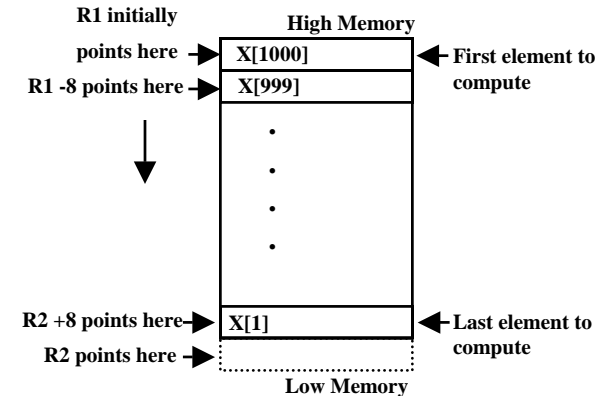 R1 initially
points here
High Memory
X[1000]
First element to
compute
R1 -8 points here
X[999]
R2 +8 points here
X[1]
Last element to
compute
R2 points here
Low Memory